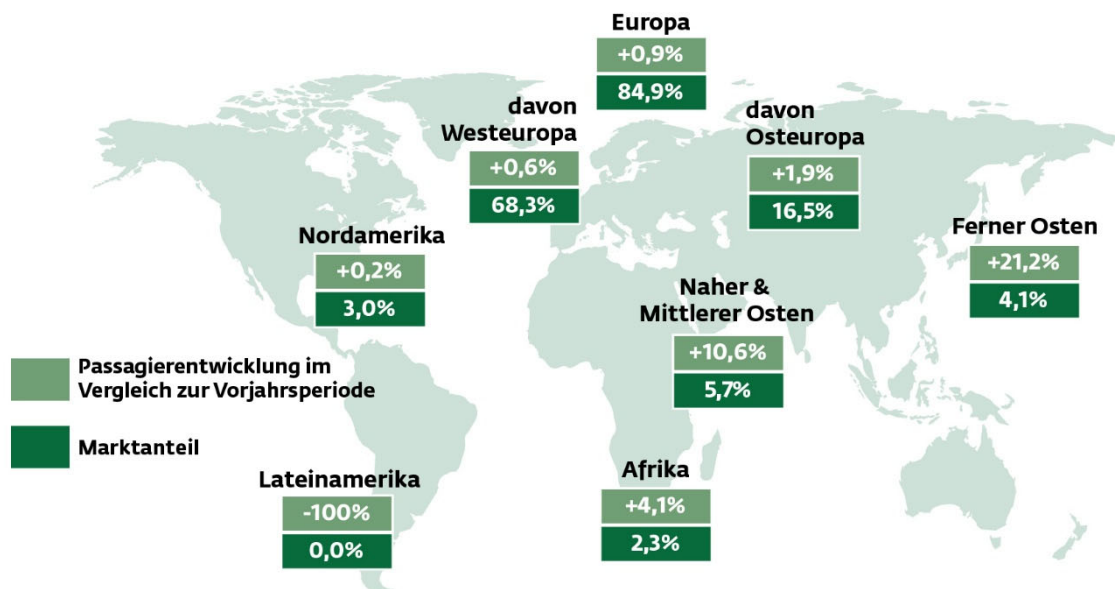 Europa
+0,9%
84,9%
davon
Westeuropa
+0,6%
68,3%
davon
Osteuropa
+1,9%
16,5%
Nordamerika
+0,2%
3,0%
Ferner Osten
+21,2%
4,1%
Naher &
Mittlerer Osten
+10,6%
5,7%
Passagierentwicklung im
Vergleich zur Vorjahrsperiode
Marktanteil
Lateinamerika
-100%
0,0%
Afrika
+4,1%
2,3%